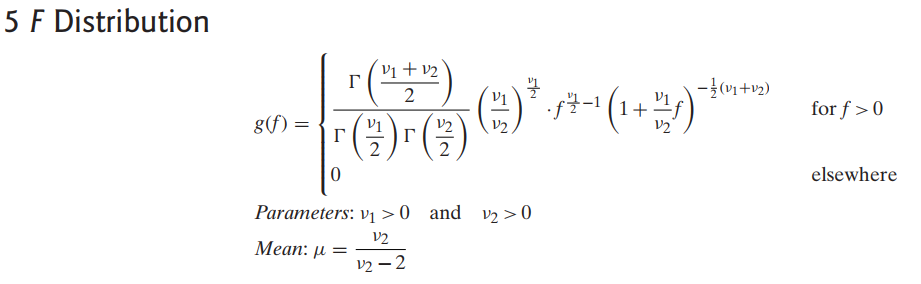 5 F Distribution
g(f) = { Γ((ν₁ + ν₂)/2) / (Γ(ν₁/2) Γ(ν₂/2)) (ν₁/ν₂)^(ν₁/2) · f^(ν₁/2 −1) (1 + ν₁/ν₂ f)^(−1/2(ν₁+ν₂)) for f > 0
0 elsewhere
Parameters: ν₁ > 0 and ν₂ > 0
Mean: μ = ν₂/(ν₂ − 2)